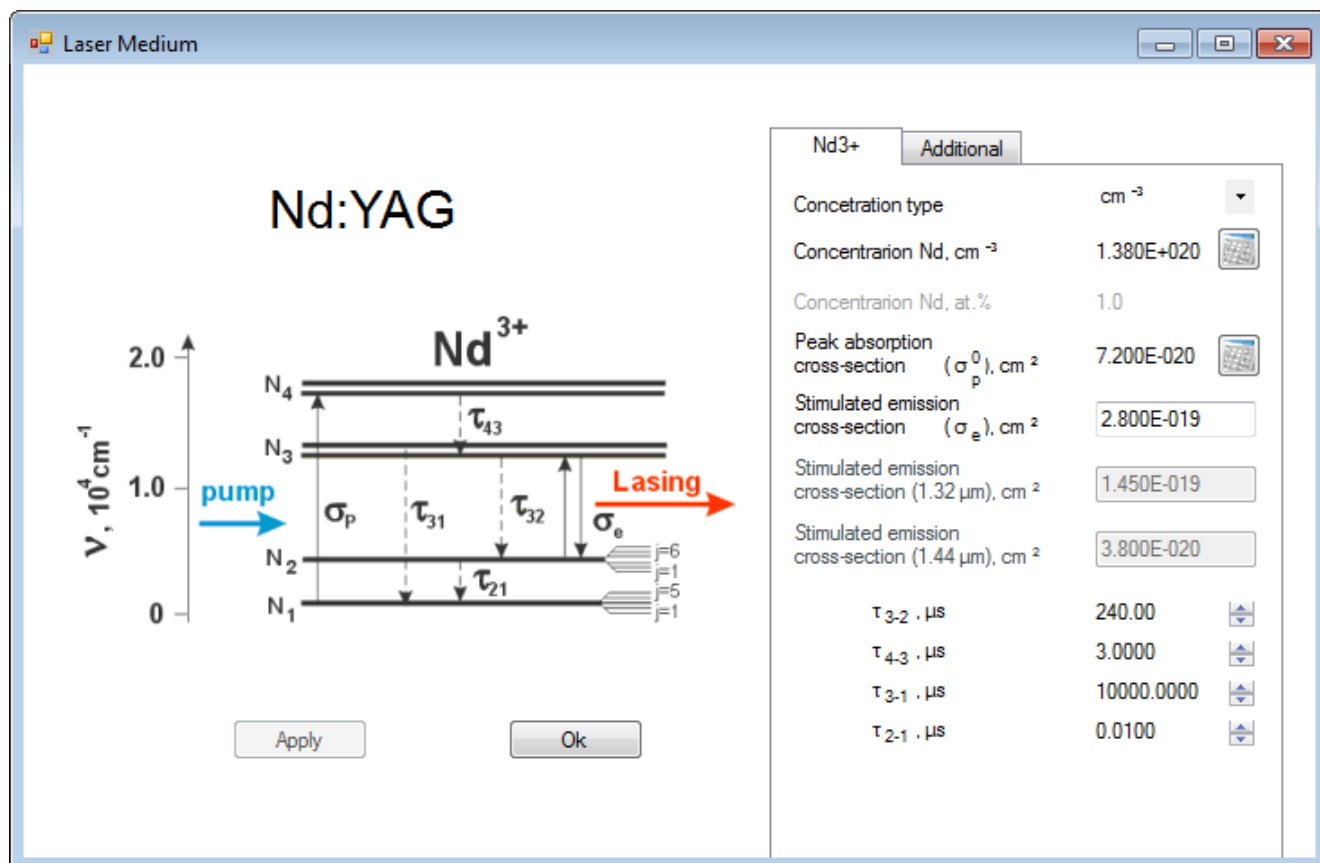 Laser Medium
Nd:YAG
Nd³⁺
ν, 10⁴cm⁻¹
2.0
1.0
0
N₄
N₃
N₂
N₁
pump
Lasing
σₚ
τ₄₃
τ₃₁
τ₃₂
σₑ
τ₂₁
j=6
j=1
j=5
j=1
Apply
Ok
Nd3+
Additional
Concetration type cm ⁻³
Concentrarion Nd, cm ⁻³ 1.380E+020
Concentrarion Nd, at.% 1.0
Peak absorption
cross-section (σ⁰ₚ), cm ² 7.200E-020
Stimulated emission
cross-section (σₑ), cm ² 2.800E-019
Stimulated emission
cross-section (1.32 µm), cm ² 1.450E-019
Stimulated emission
cross-section (1.44 µm), cm ² 3.800E-020
τ ₃₋₂ , µs 240.00
τ ₄₋₃ , µs 3.0000
τ ₃₋₁ , µs 10000.0000
τ ₂₋₁ , µs 0.0100